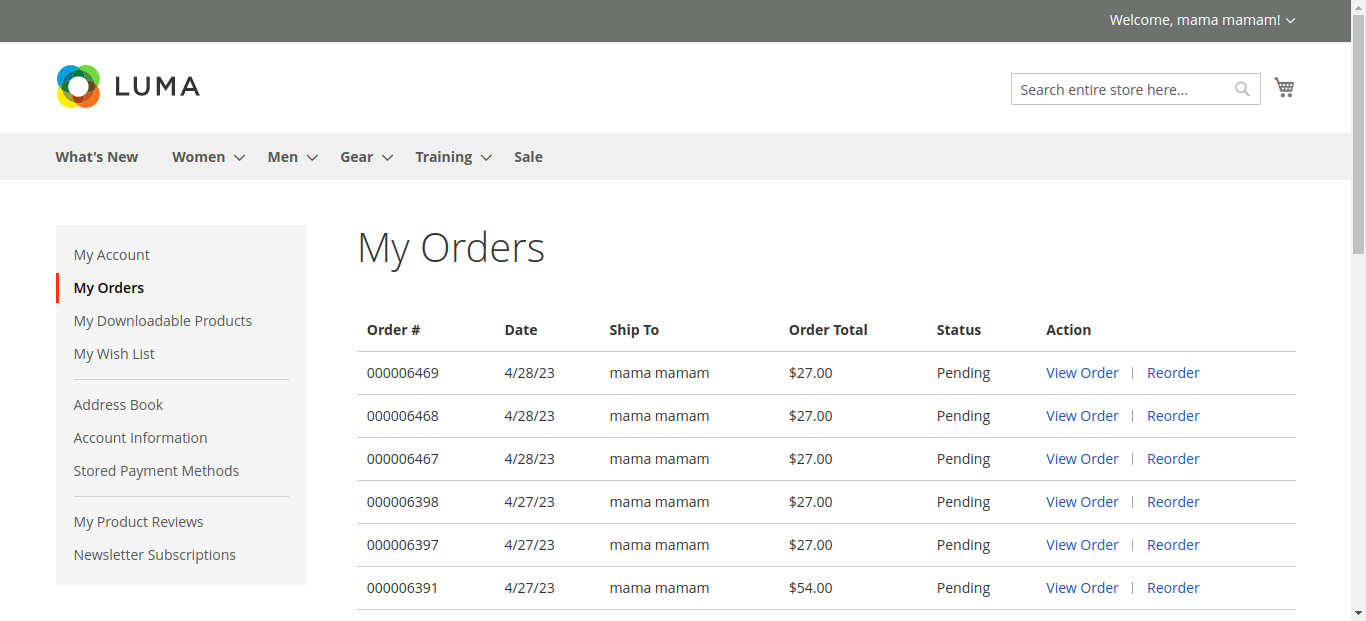 Welcome, mama mamam!
LUMA
Search entire store here...
What's New Women Men Gear Training Sale
My Account
My Orders
My Downloadable Products
My Wish List
Address Book
Account Information
Stored Payment Methods
My Product Reviews
Newsletter Subscriptions
My Orders
Order # Date Ship To Order Total Status Action
000006469 4/28/23 mama mamam $27.00 Pending View Order | Reorder
000006468 4/28/23 mama mamam $27.00 Pending View Order | Reorder
000006467 4/28/23 mama mamam $27.00 Pending View Order | Reorder
000006398 4/27/23 mama mamam $27.00 Pending View Order | Reorder
000006397 4/27/23 mama mamam $27.00 Pending View Order | Reorder
000006391 4/27/23 mama mamam $54.00 Pending View Order | Reorder